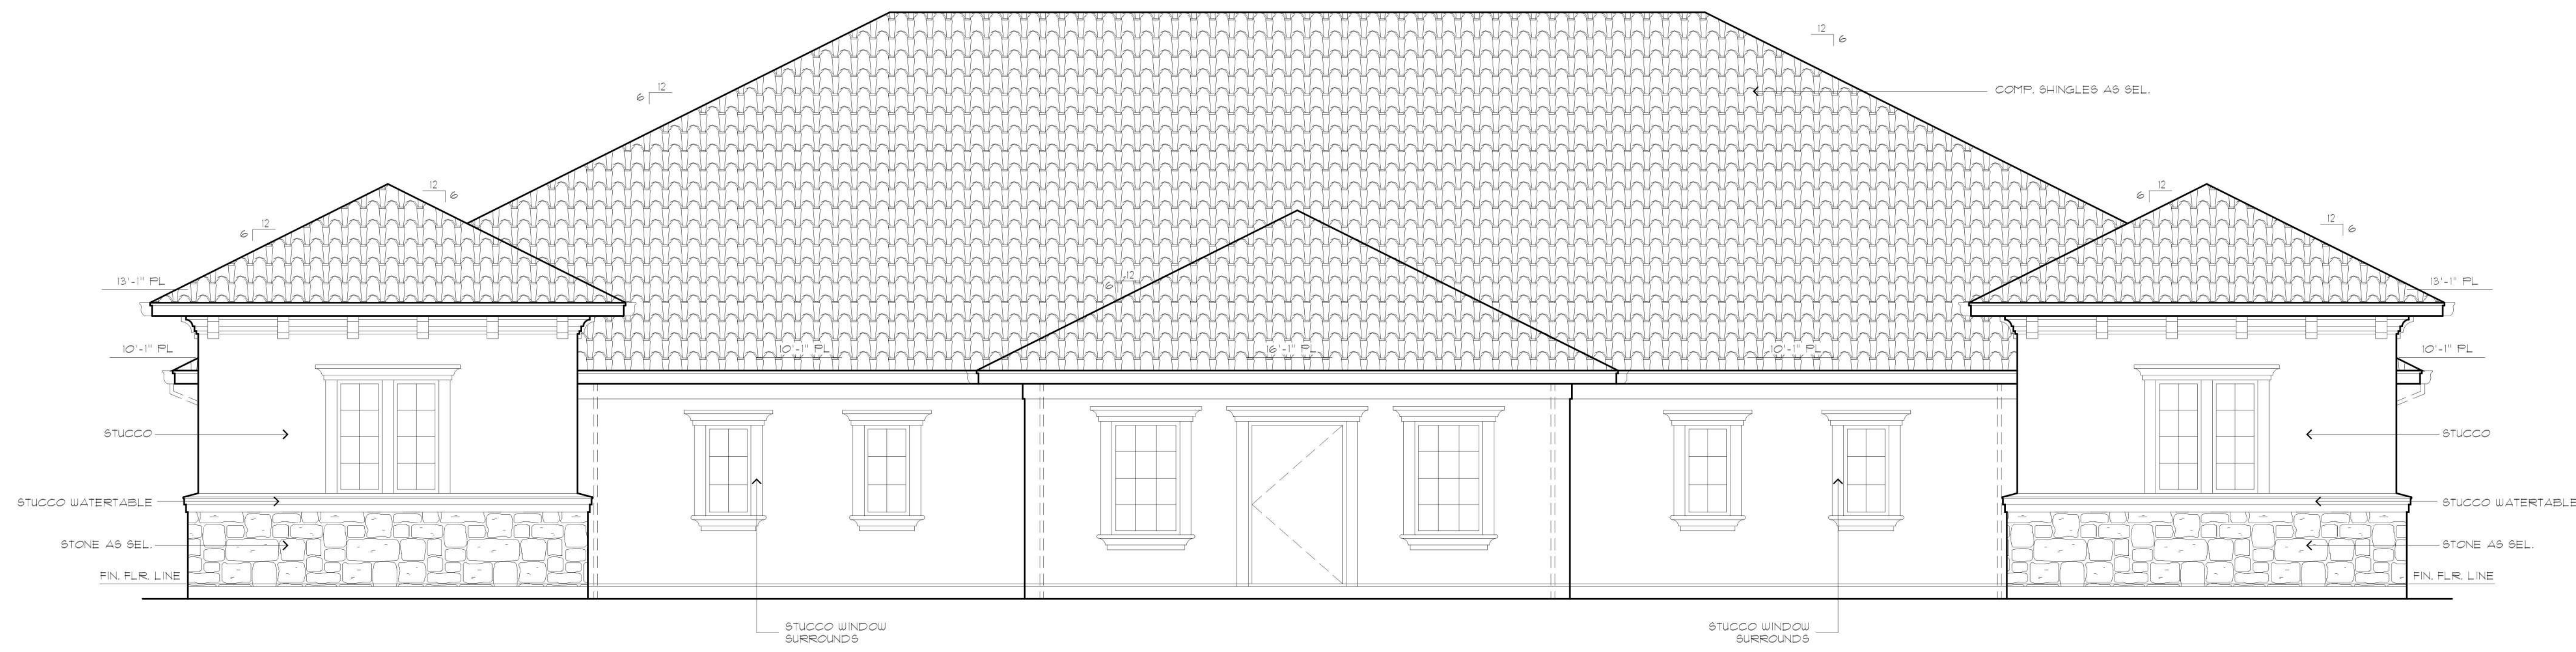 12
6
12
6
COMP. SHINGLES AS SEL.
12
6
12
6
12
6
12
6
12
6
13'-1" PL
13'-1" PL
10'-1" PL
10'-1" PL
16'-1" PL
10'-1" PL
10'-1" PL
STUCCO
STUCCO
STUCCO WATERTABLE
STUCCO WATERTABLE
STONE AS SEL.
STONE AS SEL.
FIN. FLR. LINE
FIN. FLR. LINE
STUCCO WINDOW
SURROUNDS
STUCCO WINDOW
SURROUNDS